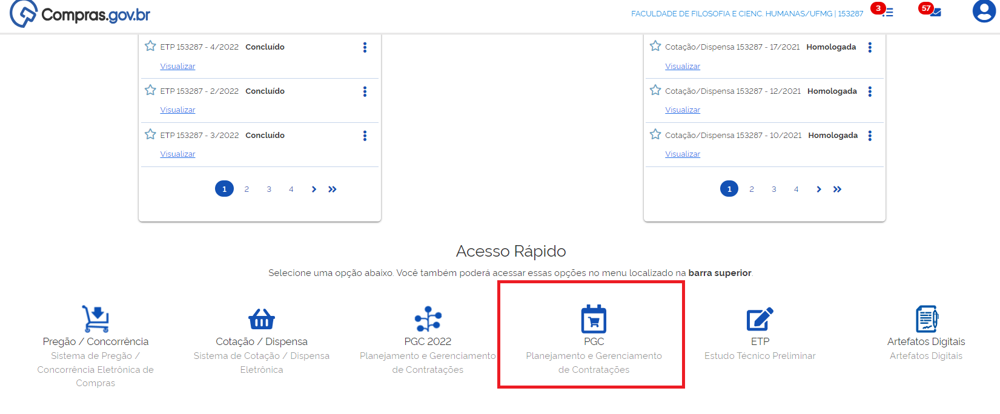 Compras.gov.br
FACULDADE DE FILOSOFIA E CIENC. HUMANAS/UFMG | 153287
3
57
ETP 153287 - 4/2022 Concluído
Visualizar
ETP 153287 - 2/2022 Concluído
Visualizar
ETP 153287 - 3/2022 Concluído
Visualizar
1 2 3 4
Cotação/Dispensa 153287 - 17/2021 Homologada
Visualizar
Cotação/Dispensa 153287 - 12/2021 Homologada
Visualizar
Cotação/Dispensa 153287 - 10/2021 Homologada
Visualizar
1 2 3 4
Acesso Rápido
Selecione uma opção abaixo. Você também poderá acessar essas opções no menu localizado na barra superior.
Pregão / Concorrência
Sistema de Pregão /
Concorrência Eletrônica de
Compras
Cotação / Dispensa
Sistema de Cotação / Dispensa
Eletrônica
PGC 2022
Planejamento e Gerenciamento
de Contratações
PGC
Planejamento e Gerenciamento
de Contratações
ETP
Estudo Técnico Preliminar
Artefatos Digitais
Artefatos Digitais